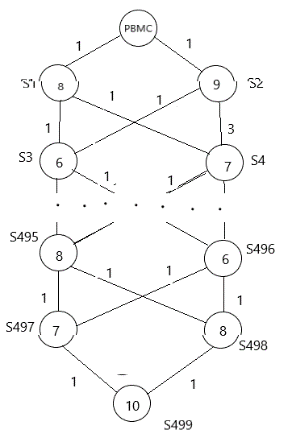 PBMC
1 1
S1 8 9 S2
1 1
1 3
S3 6 7 S4
1 1
. . . . . . .
S495 8 6 S496
1 1
1 1
S497 7 8 S498
1 1
10
S499